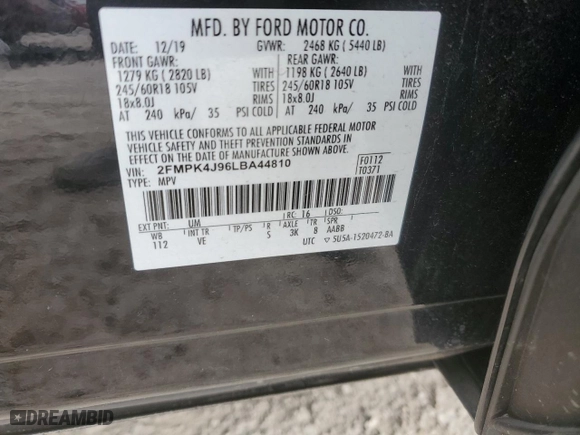 MFD. BY FORD MOTOR CO.
DATE: 12/19 GVWR: 2468 KG ( 5440 LB)
FRONT GAWR: REAR GAWR:
1279 KG ( 2820 LB) WITH 1198 KG ( 2640 LB) WITH
245/60R18 105V TIRES 245/60R18 105V TIRES
18x8.0J RIMS 18x8.0J RIMS
AT 240 kPa/ 35 PSI COLD AT 240 kPa/ 35 PSI COLD
THIS VEHICLE CONFORMS TO ALL APPLICABLE FEDERAL MOTOR
VEHICLE SAFETY AND THEFT PREVENTION STANDARDS IN
EFFECT ON THE DATE OF MANUFACTURE SHOWN ABOVE.
VIN: 2FMPK4J96LBA44810 F0112
TYPE: MPV T0371
EXT PNT: UM RC: 16 DSO:
WB INT TR TP/PS R AXLE TR SPR
112 VE 5 3K 8 AABB
UTC 5U5A-1520472-BA
DREAMBID